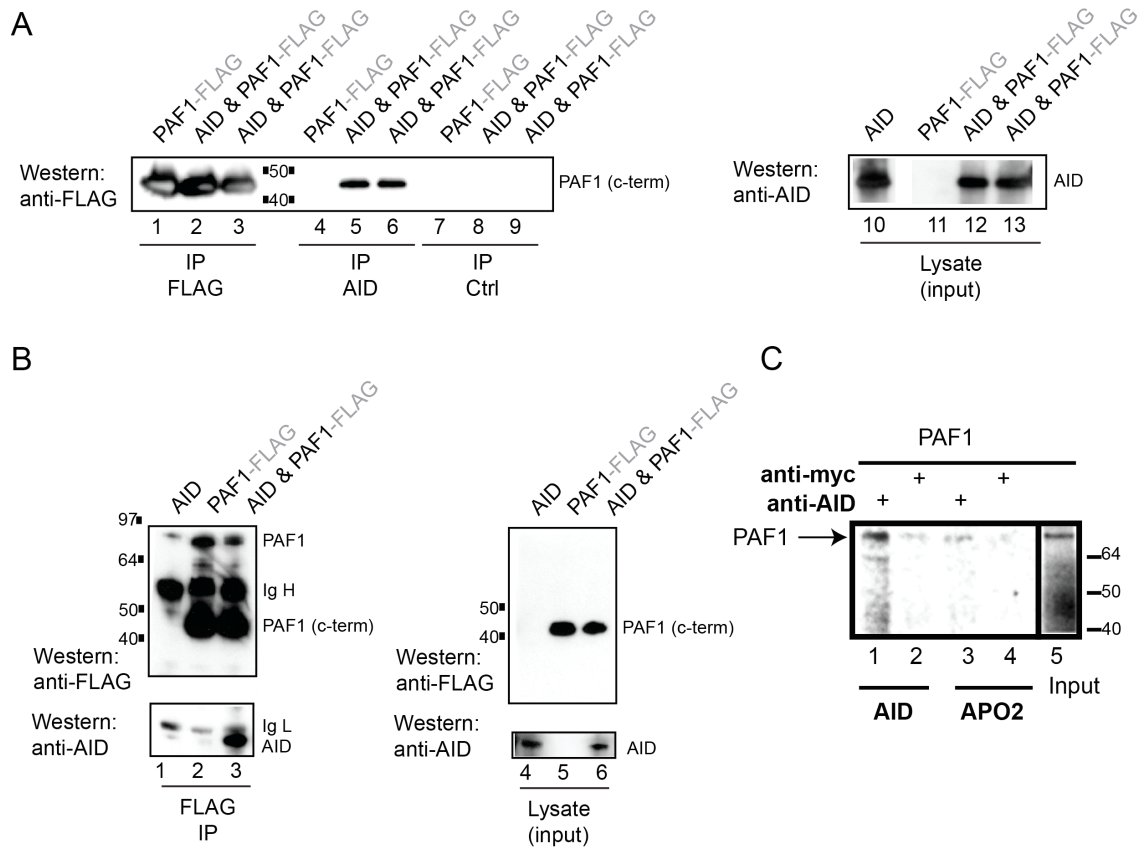 A
PAF1-FLAG
AID & PAF1-FLAG
AID & PAF1-FLAG
PAF1-FLAG
AID & PAF1-FLAG
AID & PAF1-FLAG
PAF1-FLAG
AID & PAF1-FLAG
AID & PAF1-FLAG
Western:
anti-FLAG
50
40
PAF1 (c-term)
1 2 3 4 5 6 7 8 9
IP IP IP
FLAG AID Ctrl
AID
PAF1-FLAG
AID & PAF1-FLAG
AID & PAF1-FLAG
Western:
anti-AID
AID
10 11 12 13
Lysate
(input)
B
AID
PAF1-FLAG
AID & PAF1-FLAG
97
64
50
40
PAF1
Ig H
PAF1 (c-term)
Western:
anti-FLAG
Western:
anti-AID
Ig L
AID
1 2 3
FLAG
IP
AID
PAF1-FLAG
AID & PAF1-FLAG
50
40
PAF1 (c-term)
Western:
anti-FLAG
Western:
anti-AID
AID
4 5 6
Lysate
(input)
C
PAF1
anti-myc + +
anti-AID + +
PAF1
64
50
40
1 2 3 4 5
Input
AID APO2